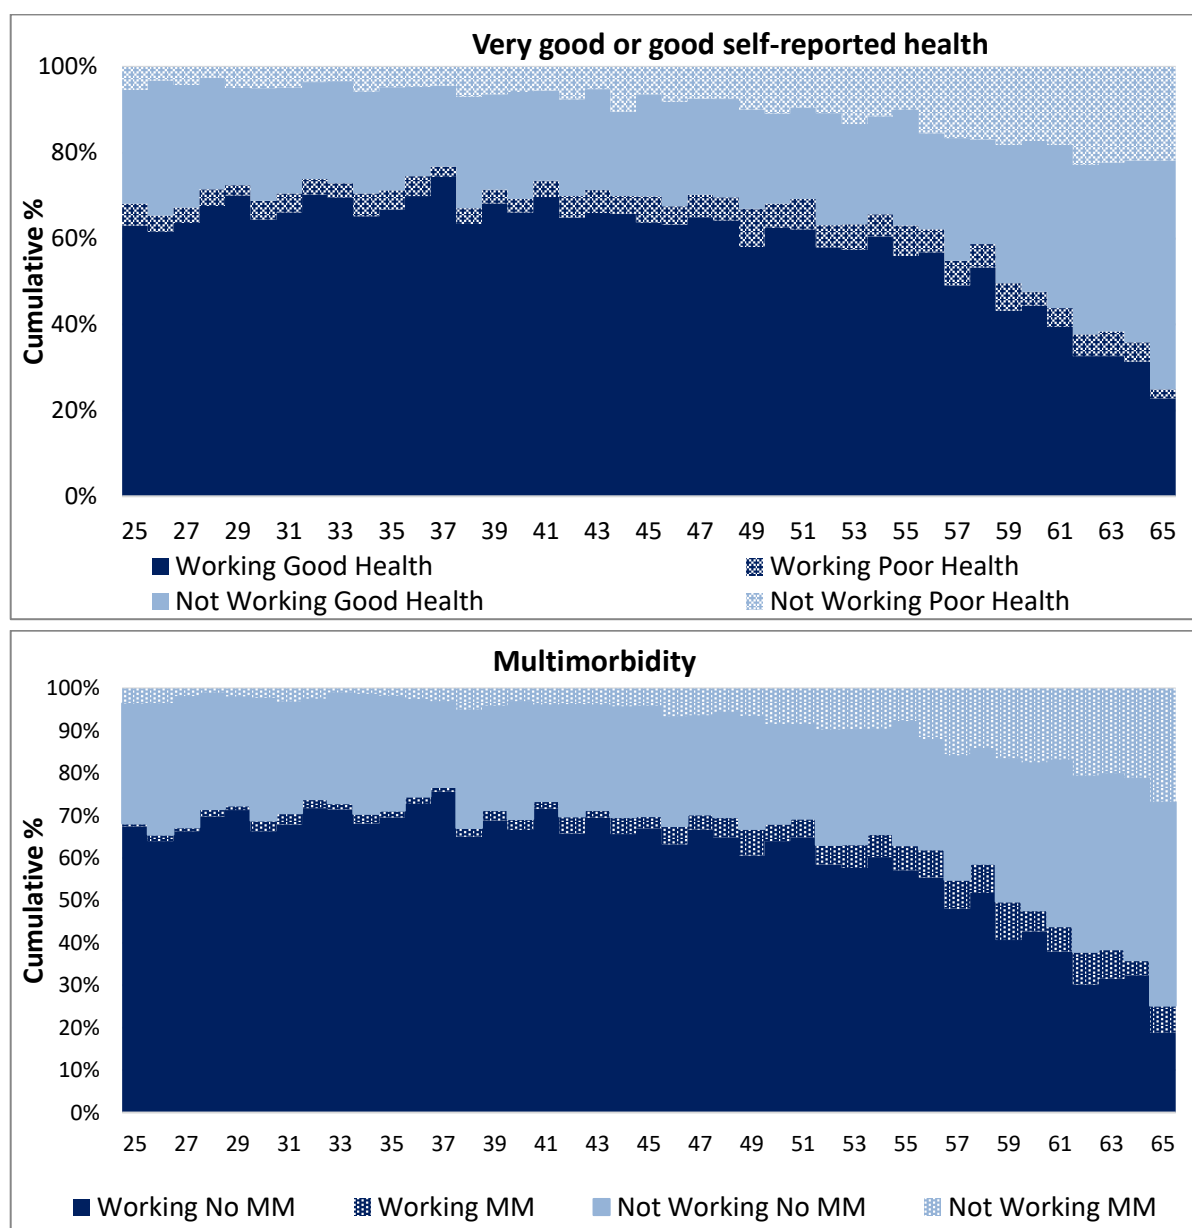 Very good or good self-reported health
100%
80%
60%
40%
20%
0%
Cumulative %
25 27 29 31 33 35 37 39 41 43 45 47 49 51 53 55 57 59 61 63 65
Working Good Health Working Poor Health
Not Working Good Health Not Working Poor Health
Multimorbidity
100%
90%
80%
70%
60%
50%
40%
30%
20%
10%
0%
Cumulative %
25 27 29 31 33 35 37 39 41 43 45 47 49 51 53 55 57 59 61 63 65
Working No MM Working MM Not Working No MM Not Working MM